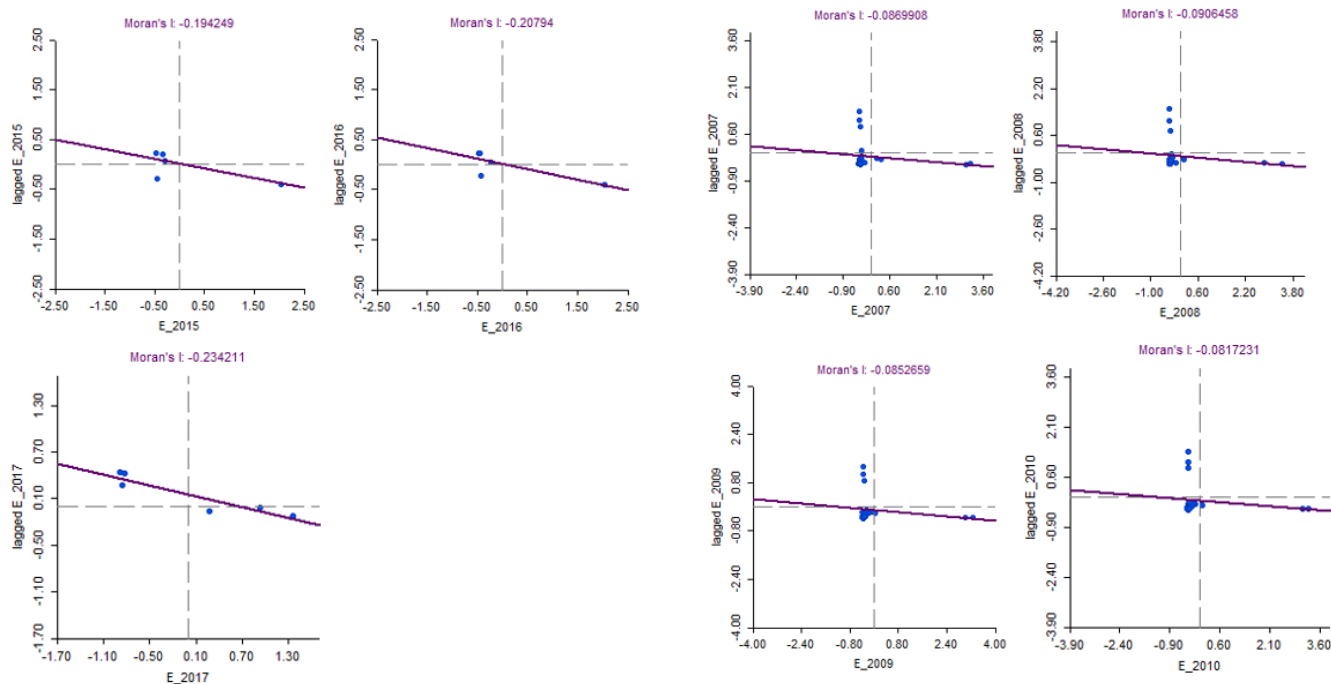 Moran's I: -0.194249
2.50
1.50
0.50
-0.50
-1.50
-2.50
lagged E_2015
-2.50 -1.50 -0.50 0.50 1.50 2.50
E_2015
Moran's I: -0.20794
2.50
1.50
0.50
-0.50
-1.50
-2.50
lagged E_2016
-2.50 -1.50 -0.50 0.50 1.50 2.50
E_2016
Moran's I: -0.0869908
3.60
2.10
0.60
-0.90
-2.40
-3.90
lagged E_2007
-3.90 -2.40 -0.90 0.60 2.10 3.60
E_2007
Moran's I: -0.0906458
3.80
2.20
0.60
-1.00
-2.60
-4.20
lagged E_2008
-4.20 -2.60 -1.00 0.60 2.20 3.80
E_2008
Moran's I: -0.234211
1.30
0.70
0.10
-0.50
-1.10
-1.70
lagged E_2017
-1.70 -1.10 -0.50 0.10 0.70 1.30
E_2017
Moran's I: -0.0852659
4.00
2.40
0.80
-0.80
-2.40
-4.00
lagged E_2009
-4.00 -2.40 -0.80 0.80 2.40 4.00
E_2009
Moran's I: -0.0817231
3.60
2.10
0.60
-0.90
-2.40
-3.90
lagged E_2010
-3.90 -2.40 -0.90 0.60 2.10 3.60
E_2010